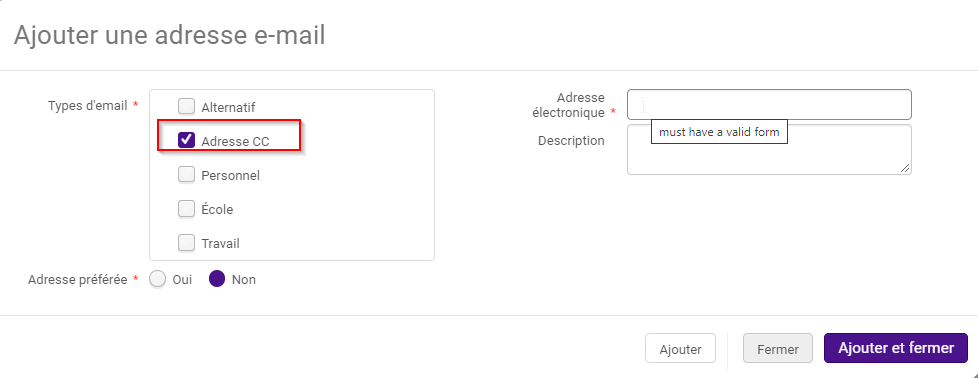 Ajouter une adresse e-mail
Types d'email *
Alternatif
Adresse CC
Personnel
École
Travail
Adresse préférée * Oui Non
Adresse
électronique *
must have a valid form
Description
Ajouter Fermer Ajouter et fermer